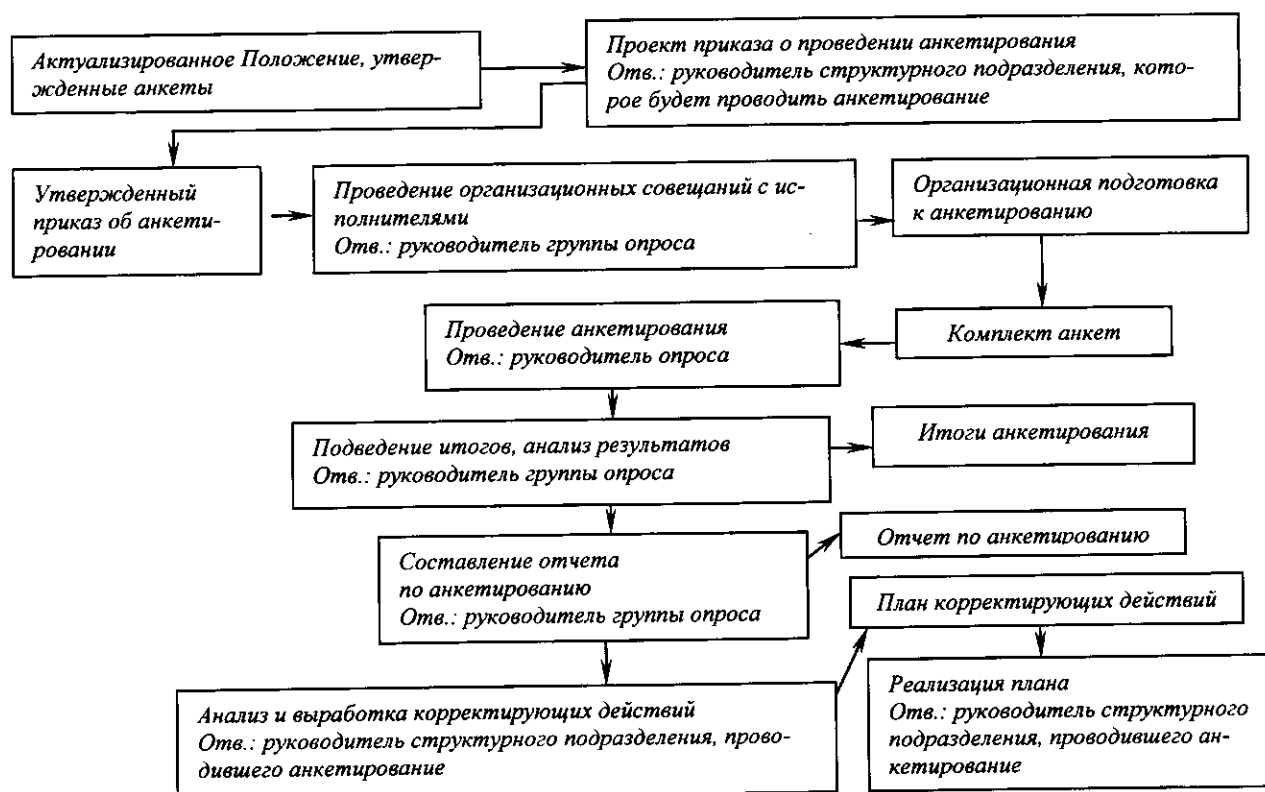 Актуализированное Положение, утвер-
жденные анкеты
Проект приказа о проведении анкетирования
Отв.: руководитель структурного подразделения, кото-
рое будет проводить анкетирование
Утвержденный
приказ об анкети-
ровании
Проведение организационных совещаний с ис-
полнителями
Отв.: руководитель группы опроса
Организационная подготовка
к анкетированию
Комплект анкет
Проведение анкетирования
Отв.: руководитель опроса
Подведение итогов, анализ результатов
Отв.: руководитель группы опроса
Итоги анкетирования
Составление отчета
по анкетированию
Отв.: руководитель группы опроса
Отчет по анкетированию
Анализ и выработка корректирующих действий
Отв.: руководитель структурного подразделения, прово-
дившего анкетирование
План корректирующих действий
Реализация плана
Отв.: руководитель структурного
подразделения, проводившего ан-
кетирование